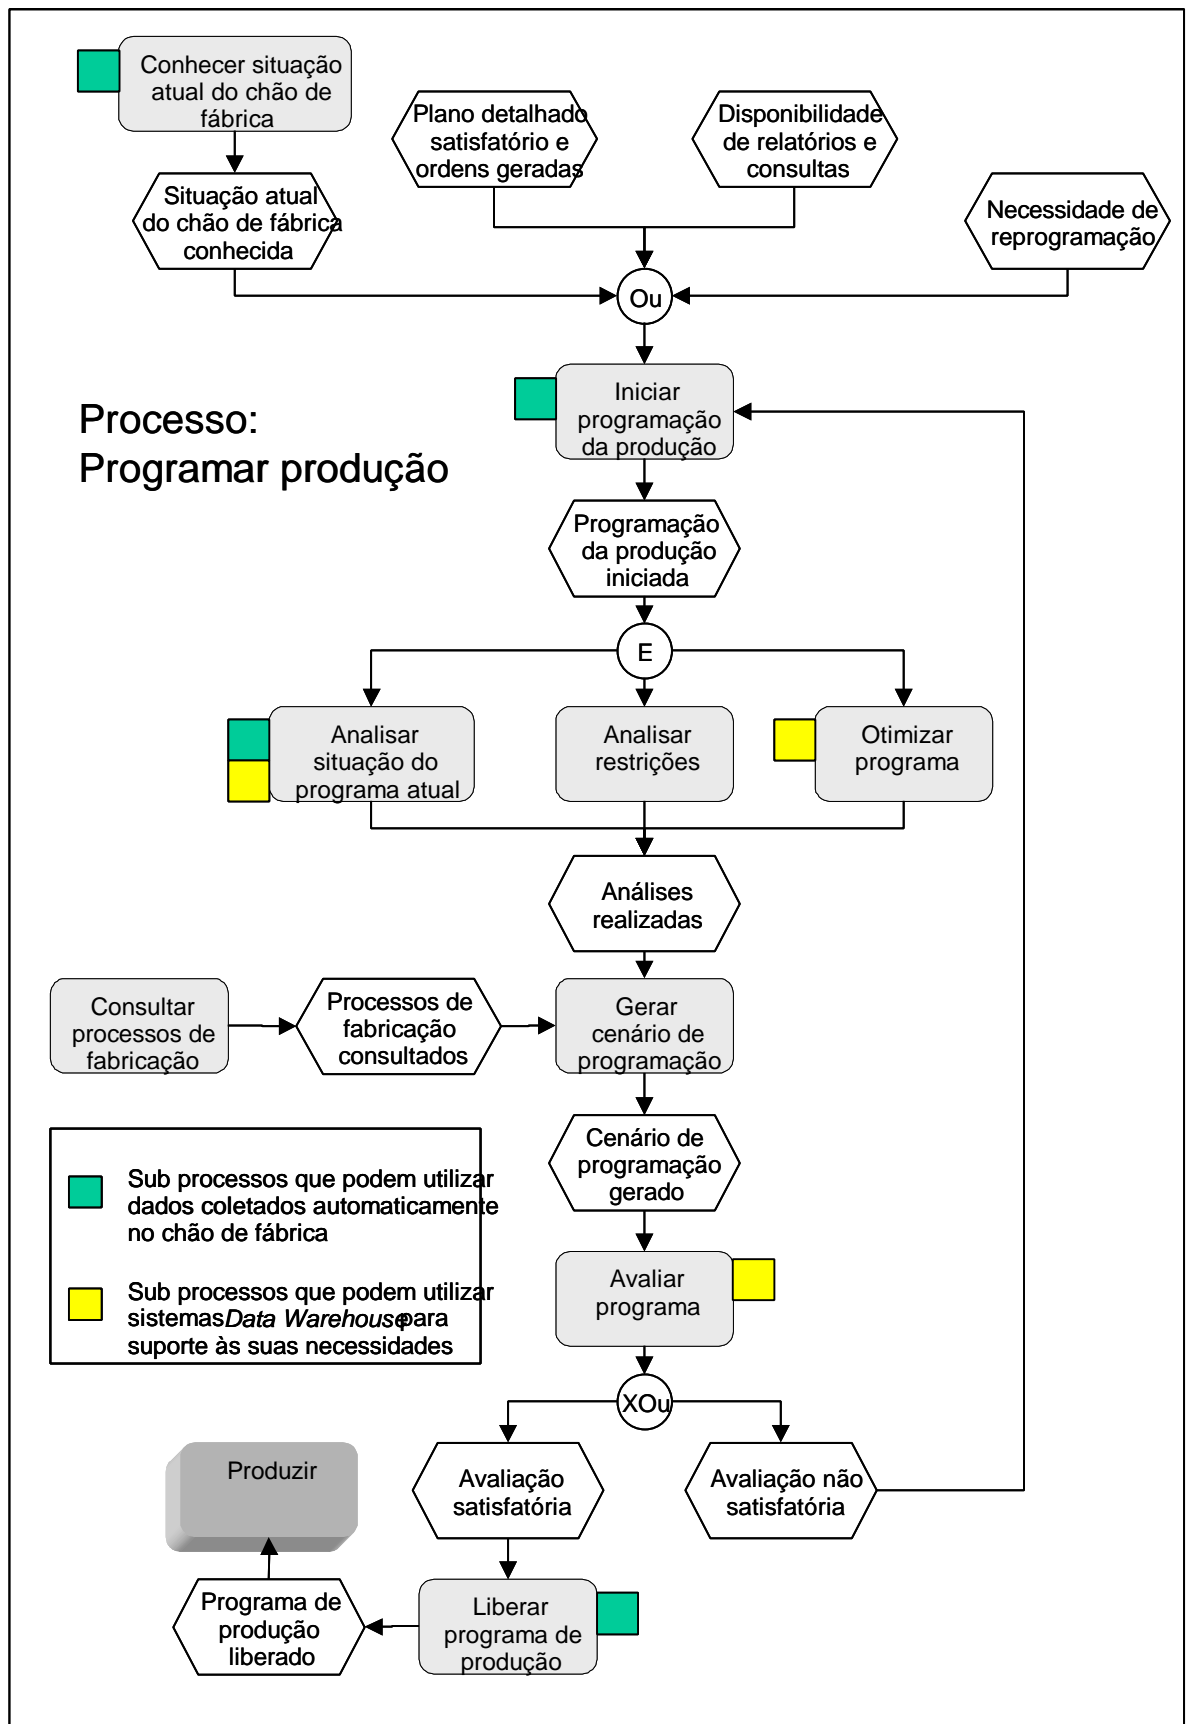 Conhecer situação
atual do chão de
fábrica
Plano detalhado
satisfatório e
ordens geradas
Disponibilidade
de relatórios e
consultas
Situação atual
do chão de fábrica
conhecida
Necessidade de
reprogramação
Ou
Processo:
Programar produção
Iniciar
programação
da produção
Programação
da produção
iniciada
E
Analisar
situação do
programa atual
Analisar
restrições
Otimizar
programa
Análises
realizadas
Consultar
processos de
fabricação
Processos de
fabricação
consultados
Gerar
cenário de
programação
Cenário de
programação
gerado
Sub processos que podem utilizar
dados coletados automaticamente
no chão de fábrica
Sub processos que podem utilizar
sistemas Data Warehouse para
suporte às suas necessidades
Avaliar
programa
XOu
Produzir
Avaliação
satisfatória
Avaliação não
satisfatória
Programa de
produção
liberado
Liberar
programa de
produção